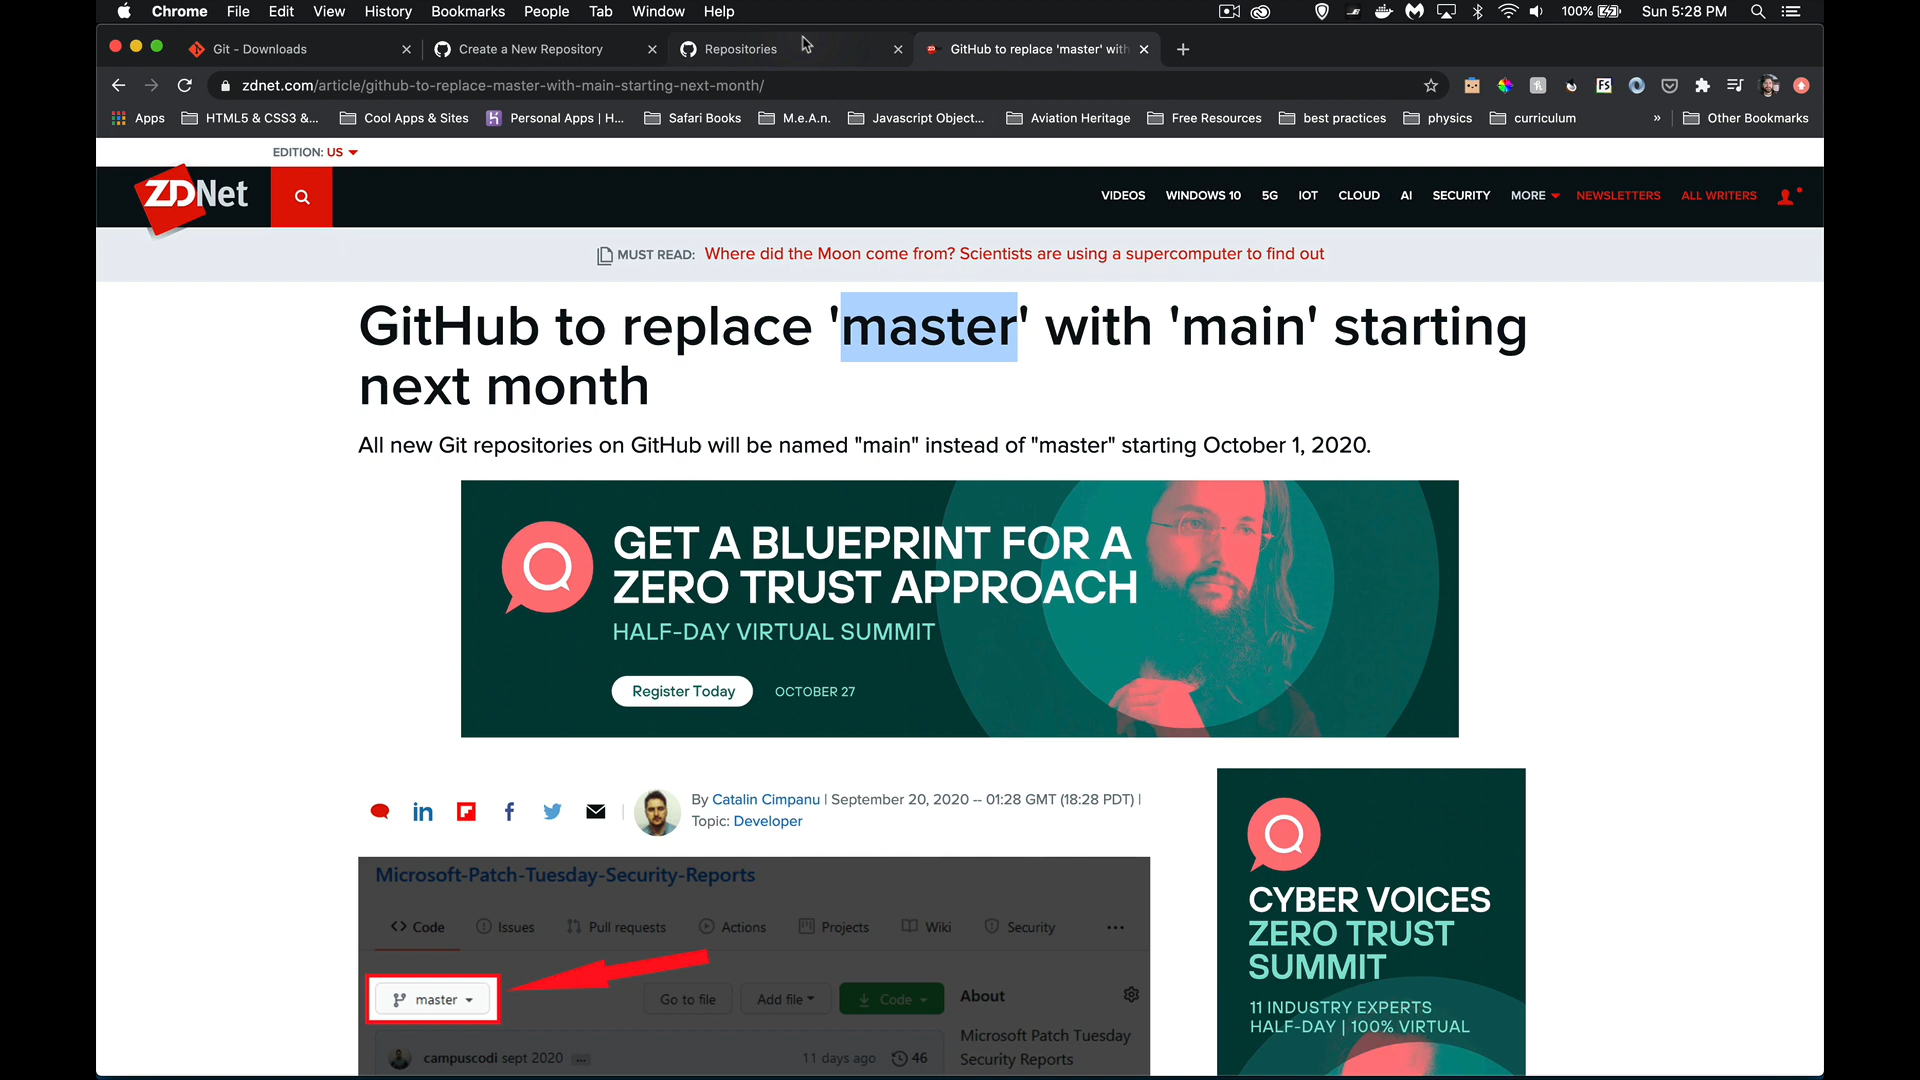 Chrome File Edit View History Bookmarks People Tab Window Help 100% Sun 5:28 PM
Git - Downloads Create a New Repository Repositories GitHub to replace 'master' with
zdnet.com/article/github-to-replace-master-with-main-starting-next-month/
Apps HTML5 & CSS3 &... Cool Apps & Sites Personal Apps | H... Safari Books M.e.A.n. Javascript Object... Aviation Heritage Free Resources best practices physics curriculum » Other Bookmarks
EDITION: US
ZDNet VIDEOS WINDOWS 10 5G IOT CLOUD AI SECURITY MORE NEWSLETTERS ALL WRITERS
MUST READ: Where did the Moon come from? Scientists are using a supercomputer to find out
GitHub to replace 'master' with 'main' starting
next month
All new Git repositories on GitHub will be named "main" instead of "master" starting October 1, 2020.
GET A BLUEPRINT FOR A
ZERO TRUST APPROACH
HALF-DAY VIRTUAL SUMMIT
Register Today OCTOBER 27
By Catalin Cimpanu | September 20, 2020 -- 01:28 GMT (18:28 PDT) |
Topic: Developer
Microsoft-Patch-Tuesday-Security-Reports
Code Issues Pull requests Actions Projects Wiki Security ...
master Go to file Add file Code About
Microsoft Patch Tuesday
Security Reports
campuscodi sept 2020 ... 11 days ago 46
CYBER VOICES
ZERO TRUST
SUMMIT
11 INDUSTRY EXPERTS
HALF-DAY | 100% VIRTUAL